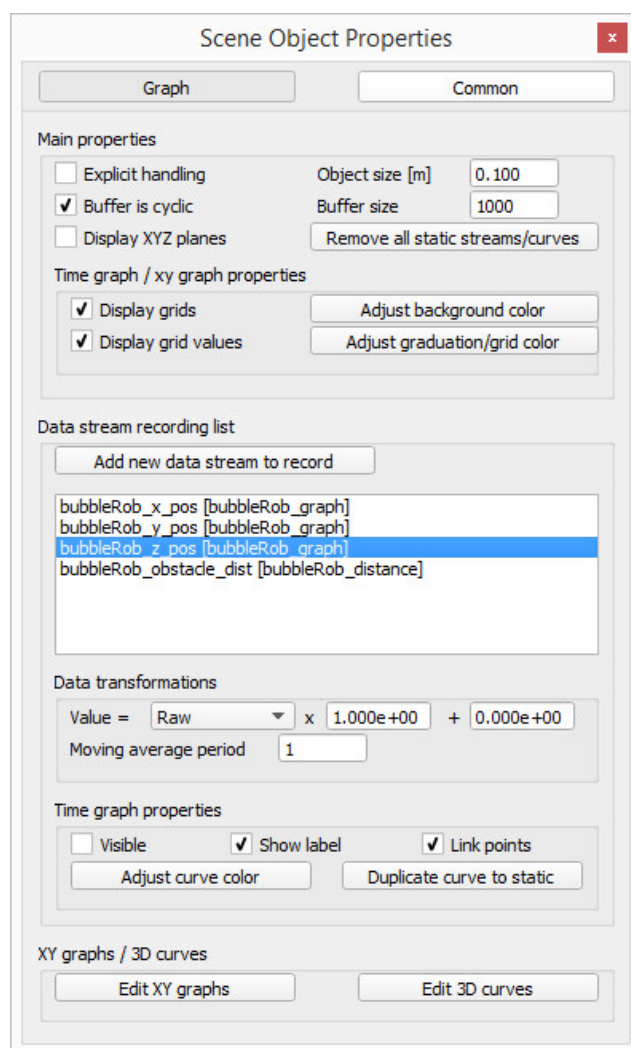 Scene Object Properties
x
Graph Common
Main properties
Explicit handling Object size [m] 0.100
Buffer is cyclic Buffer size 1000
Display XYZ planes Remove all static streams/curves
Time graph / xy graph properties
Display grids Adjust background color
Display grid values Adjust graduation/grid color
Data stream recording list
Add new data stream to record
bubbleRob_x_pos [bubbleRob_graph]
bubbleRob_y_pos [bubbleRob_graph]
bubbleRob_z_pos [bubbleRob_graph]
bubbleRob_obstacle_dist [bubbleRob_distance]
Data transformations
Value = Raw x 1.000e+00 + 0.000e+00
Moving average period 1
Time graph properties
Visible Show label Link points
Adjust curve color Duplicate curve to static
XY graphs / 3D curves
Edit XY graphs Edit 3D curves